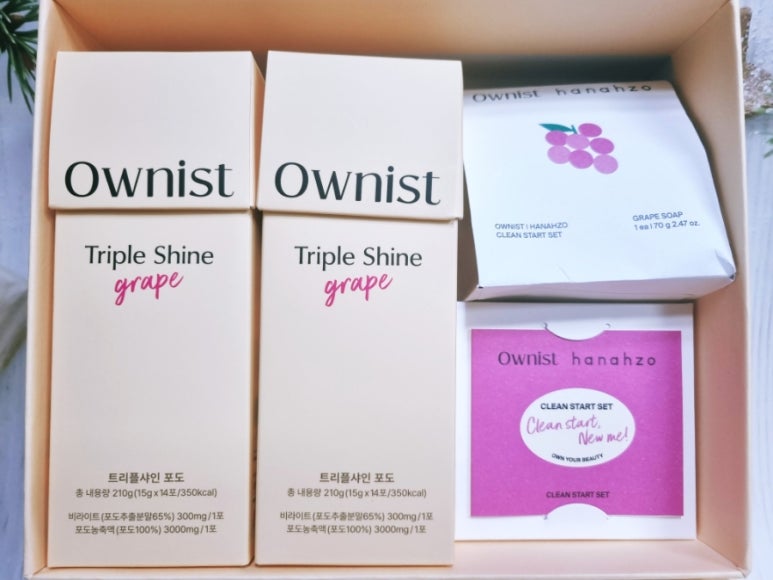 Ownist
Triple Shine
grape
트리플샤인 포도
총 내용량 210g(15g x 14포/350kcal)
비라이트(포도추출분말65%) 300mg/1포
포도농축액(포도100%) 3000mg/1포
Ownist
Triple Shine
grape
트리플샤인 포도
총 내용량 210g(15g x 14포/350kcal)
비라이트(포도추출분말65%) 300mg/1포
포도농축액(포도100%) 3000mg/1포
Ownist hanahzo
OWNIST | HANAHZO
CLEAN START SET
GRAPE SOAP
1 ea | 70 g 2.47 oz.
Ownist hanahzo
CLEAN START SET
Clean start,
New me!
OWN YOUR BEAUTY
CLEAN START SET